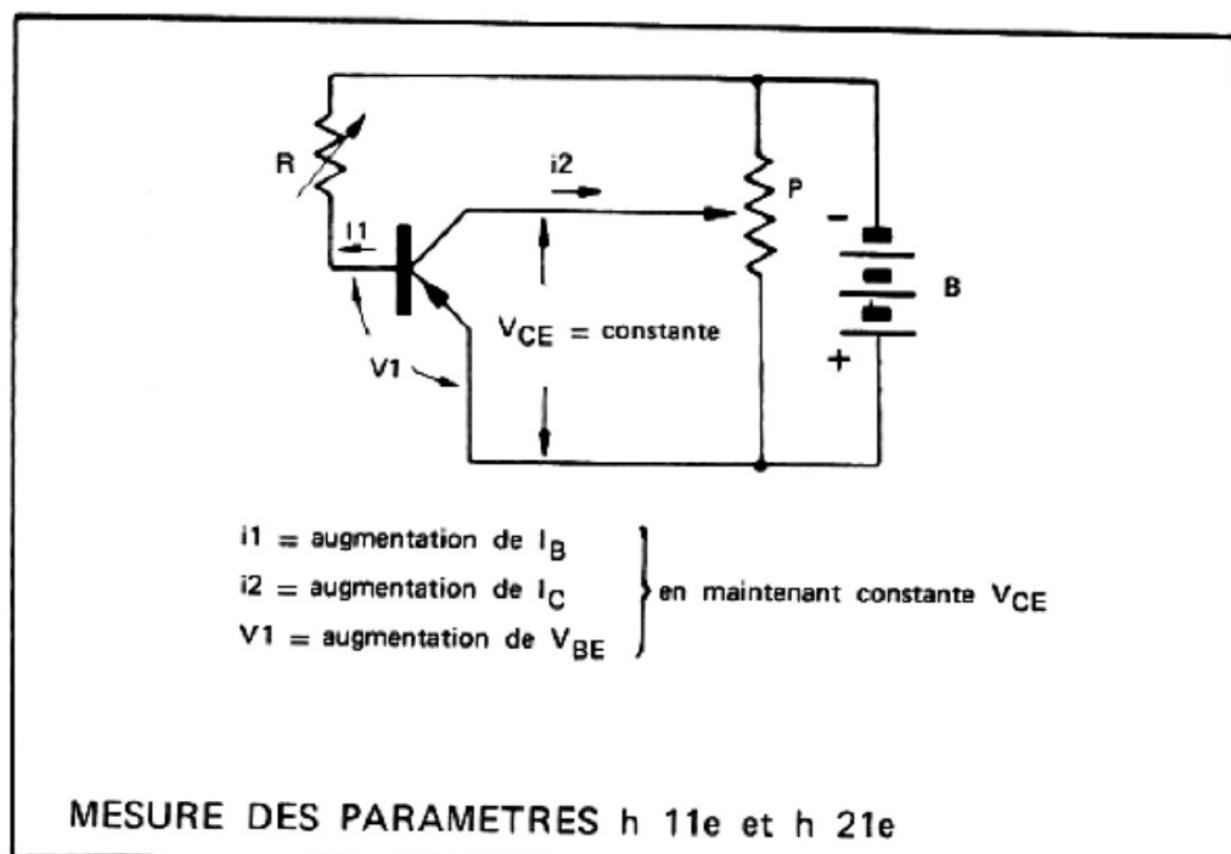 R
i2
P
I1
-
B
VCE = constante
V1
+
i1 = augmentation de IB
i2 = augmentation de IC
en maintenant constante VCE
V1 = augmentation de VBE
MESURE DES PARAMETRES h 11e et h 21e